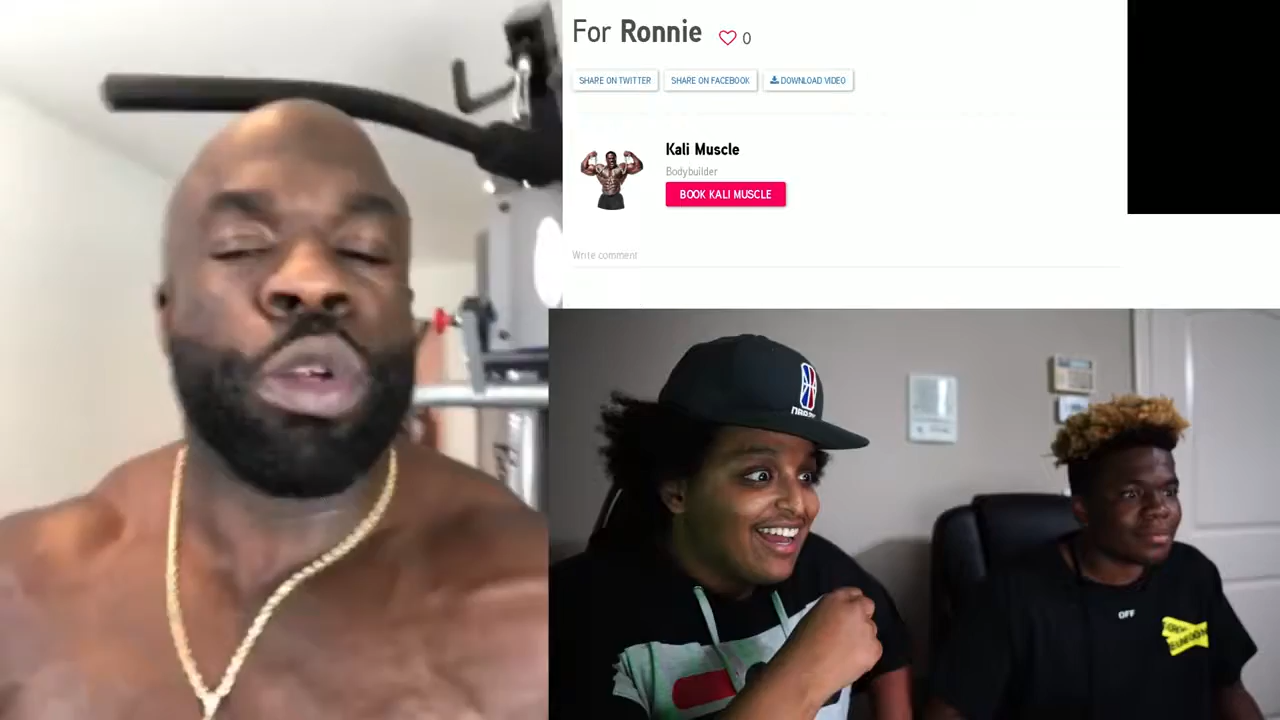 For Ronnie 0
SHARE ON TWITTER SHARE ON FACEBOOK DOWNLOAD VIDEO
Kali Muscle
Bodybuilder
BOOK KALI MUSCLE
Write comment
OFF